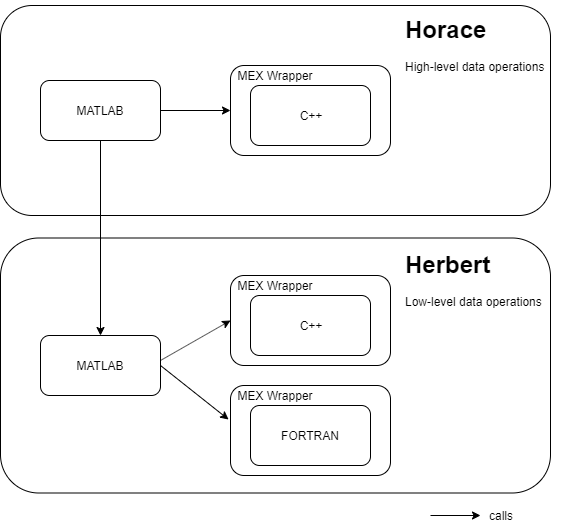 Horace
High-level data operations
MEX Wrapper
MATLAB
C++
Herbert
MEX Wrapper
Low-level data operations
C++
MATLAB
MEX Wrapper
FORTRAN
calls